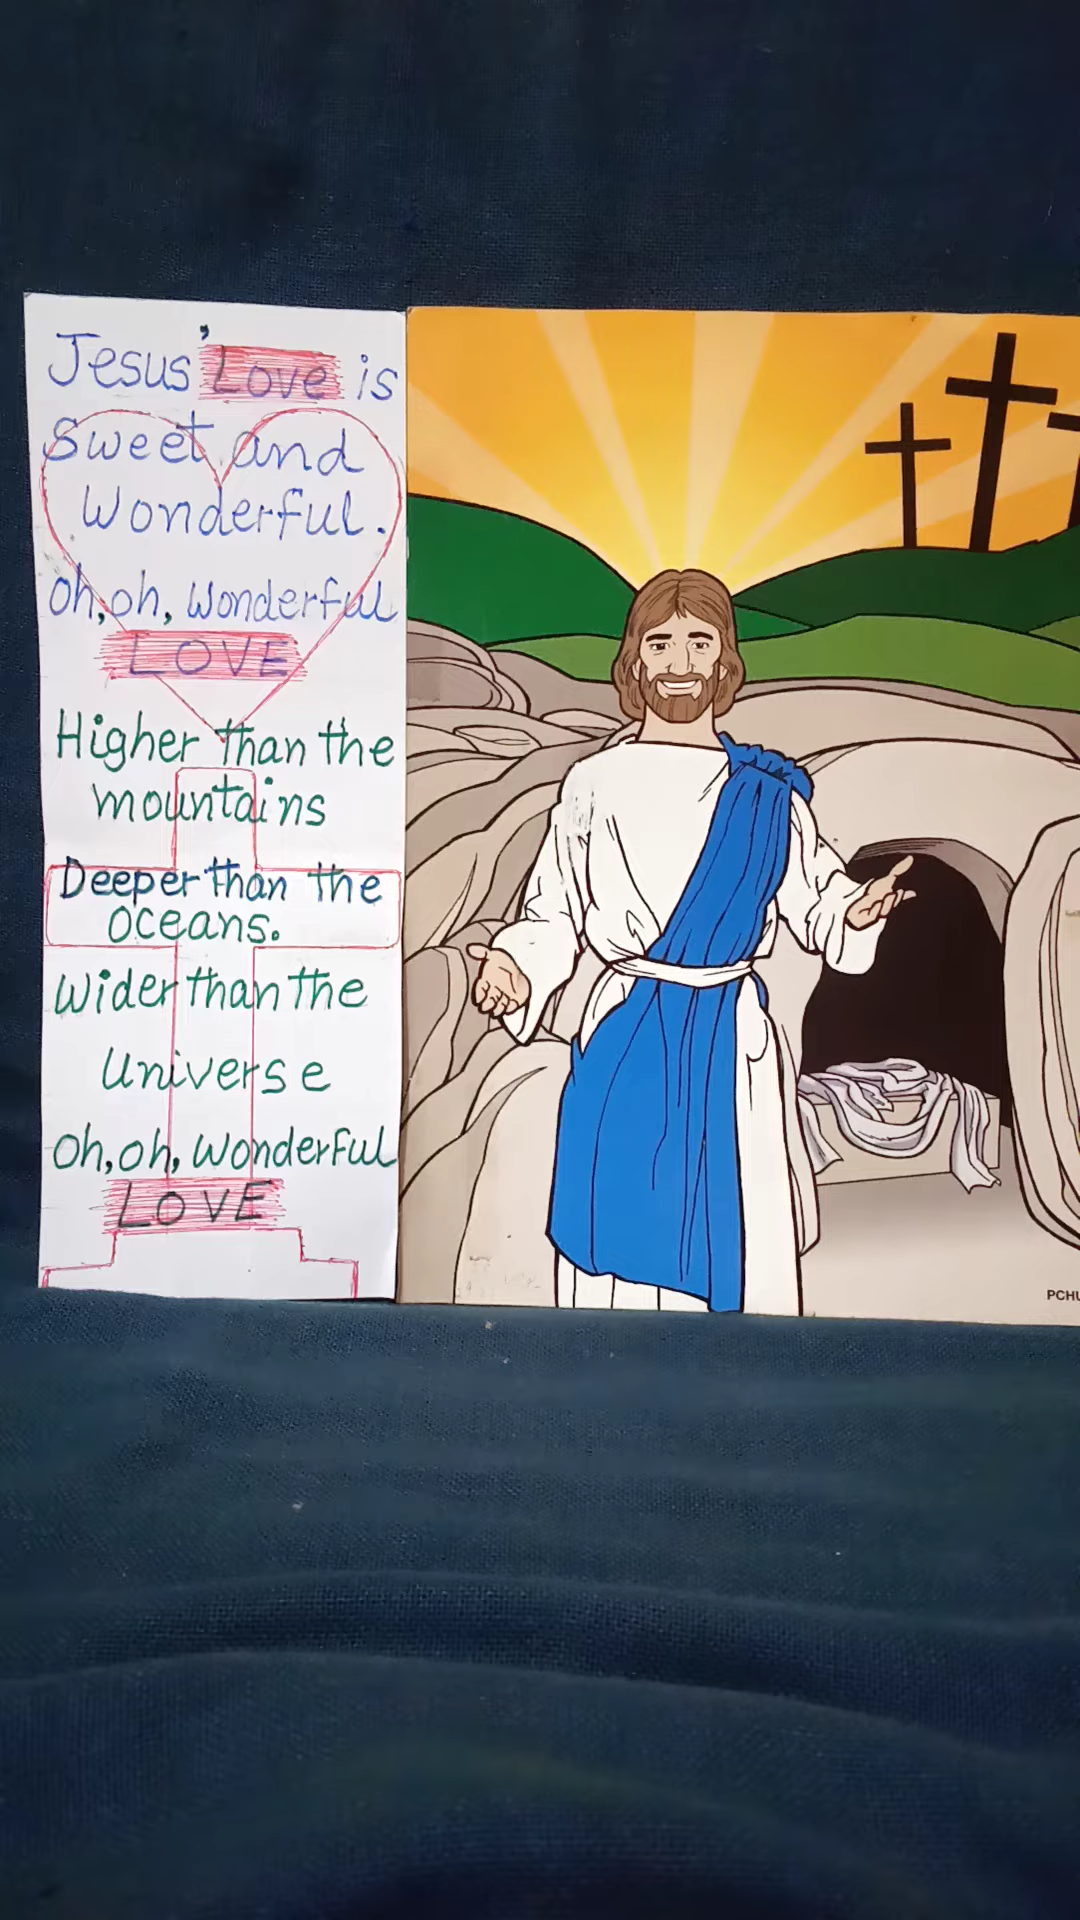 Jesus' Love is
Sweet and
Wonderful.
Oh, oh, Wonderful
LOVE
Higher than the
mountains
Deeper than the
oceans.
Wider than the
Universe
Oh, oh, wonderful
LOVE
PCHU